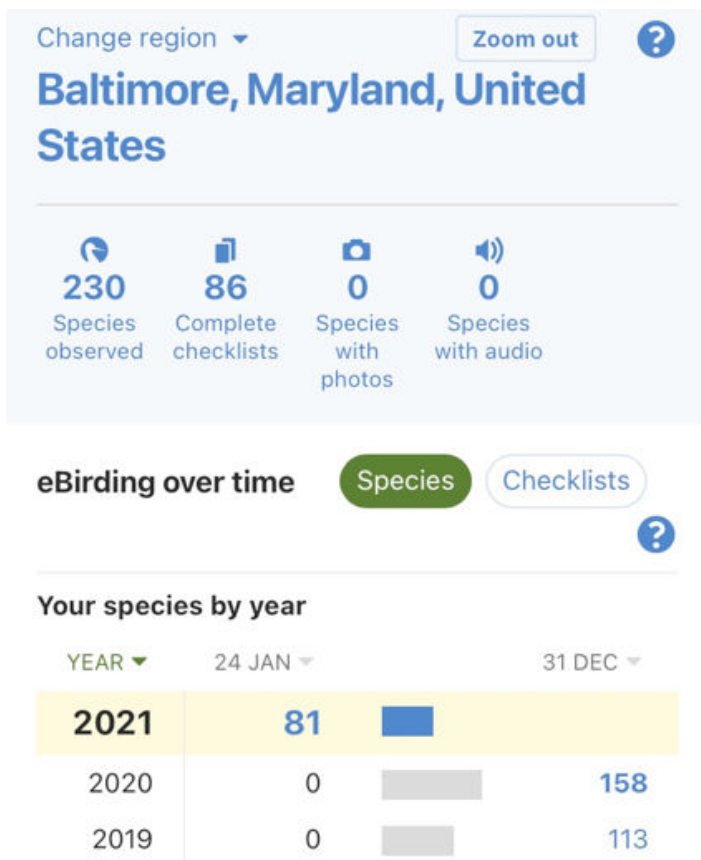 Change region
Zoom out
?
Baltimore, Maryland, United
States
230
86
0
0
Species
Complete
Species
Species
observed
checklists
with
with audio
photos
eBirding over time
Species
Checklists
?
Your species by year
YEAR
24 JAN
31 DEC
2021
81
2020
0
158
2019
0
113